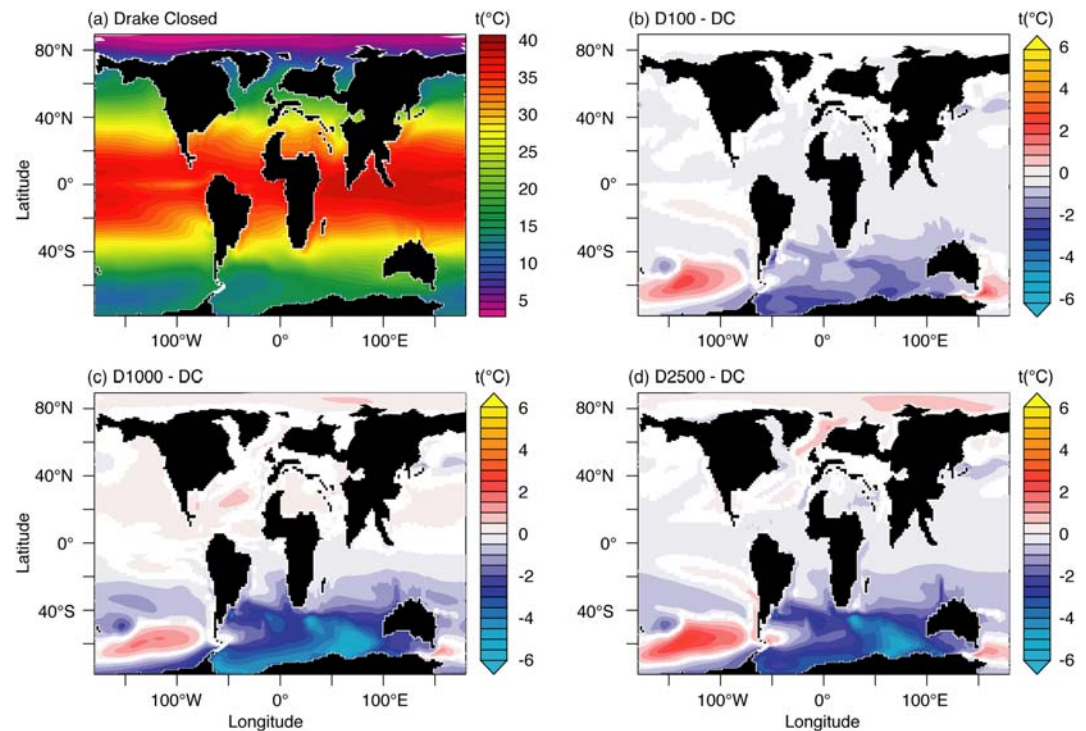 (a) Drake Closed
t(°C)
80°N
40°N
0°
40°S
Latitude
100°W
0°
100°E
40
35
30
25
20
15
10
5
(b) D100 - DC
t(°C)
80°N
40°N
0°
40°S
100°W
0°
100°E
6
4
2
0
-2
-4
-6
(c) D1000 - DC
t(°C)
80°N
40°N
0°
40°S
Latitude
100°W
0°
100°E
Longitude
6
4
2
0
-2
-4
-6
(d) D2500 - DC
t(°C)
80°N
40°N
0°
40°S
100°W
0°
100°E
Longitude
6
4
2
0
-2
-4
-6